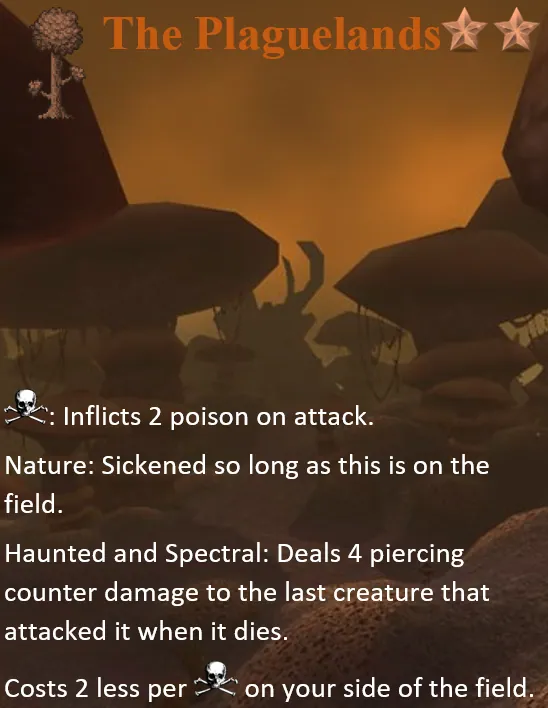 The Plaguelands
: Inflicts 2 poison on attack.
Nature: Sickened so long as this is on the
field.
Haunted and Spectral: Deals 4 piercing
counter damage to the last creature that
attacked it when it dies.
Costs 2 less per on your side of the field.